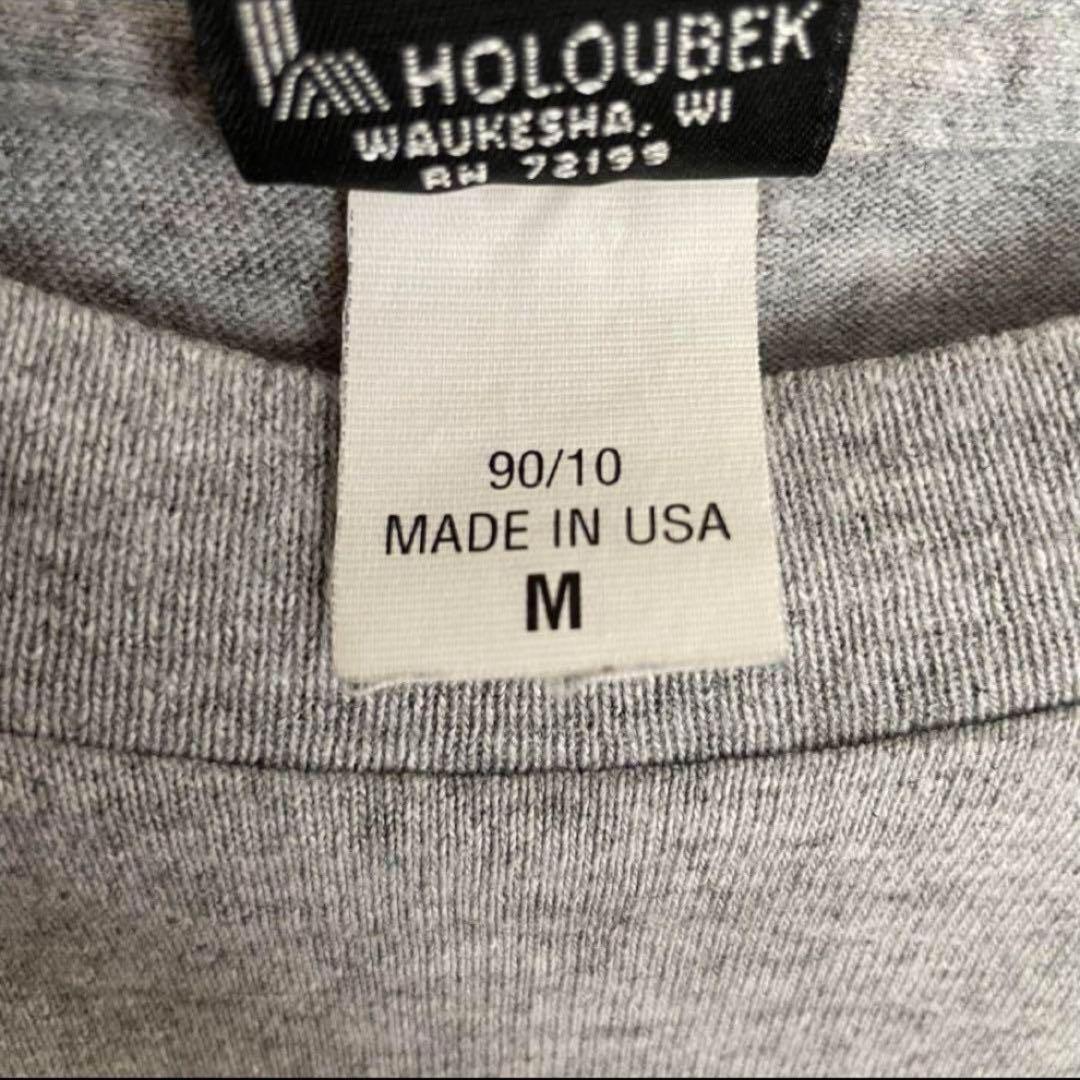 HOLOUBEK
WAUKESHA, WI
RN 72199
90/10
MADE IN USA
M